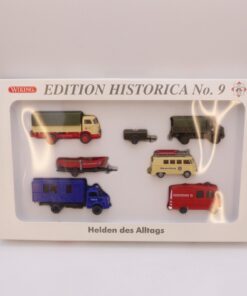 WIKING EDITION HISTORICA No. 9
Helden des Alltags